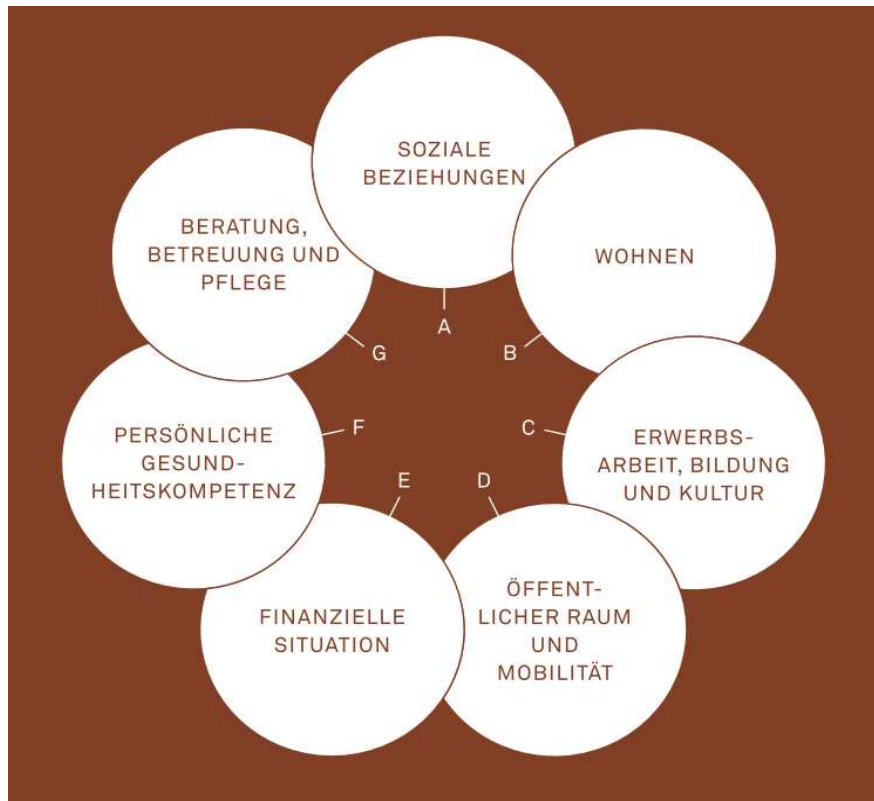 SOZIALE
BEZIEHUNGEN
A
WOHNEN
B
ERWERBS-
ARBEIT, BILDUNG
UND KULTUR
C
ÖFFENT-
LICHER RAUM
UND
MOBILITÄT
D
FINANZIELLE
SITUATION
E
PERSÖNLICHE
GESUND-
HEITSKOMPETENZ
F
BERATUNG,
BETREUUNG UND
PFLEGE
G